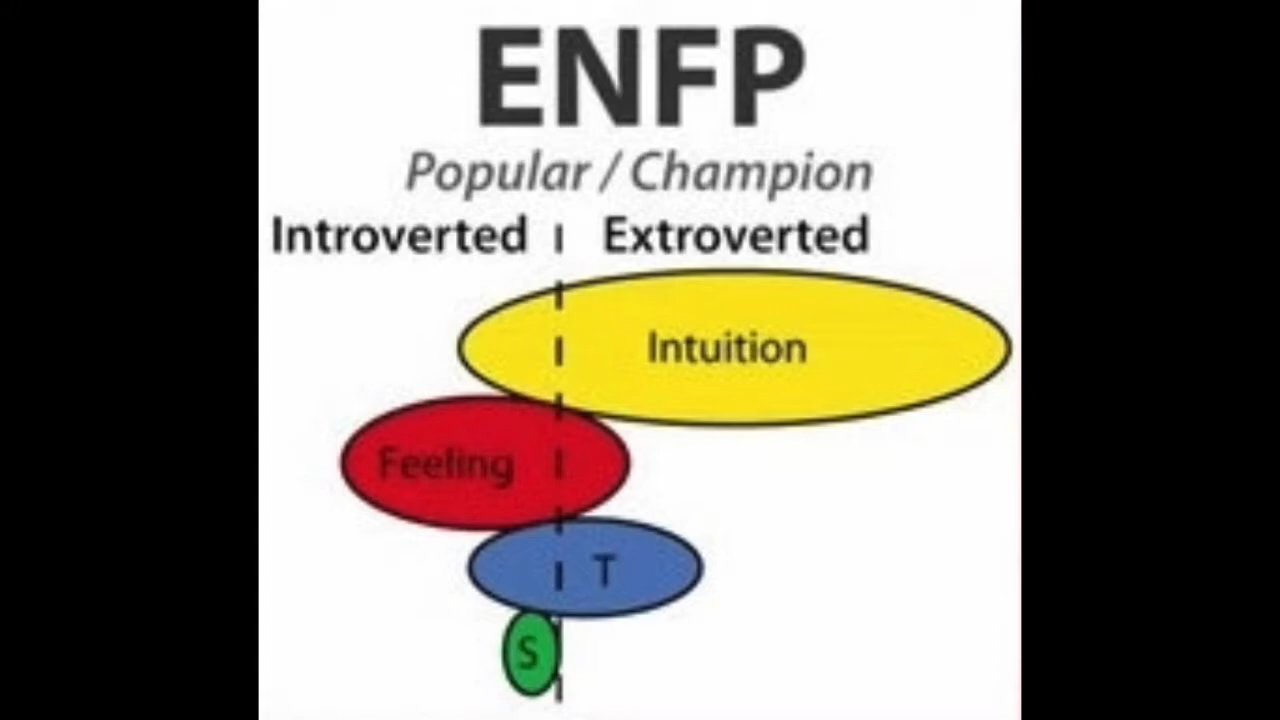 ENFP
Popular / Champion
Introverted | Extroverted
Intuition
Feeling
T
S